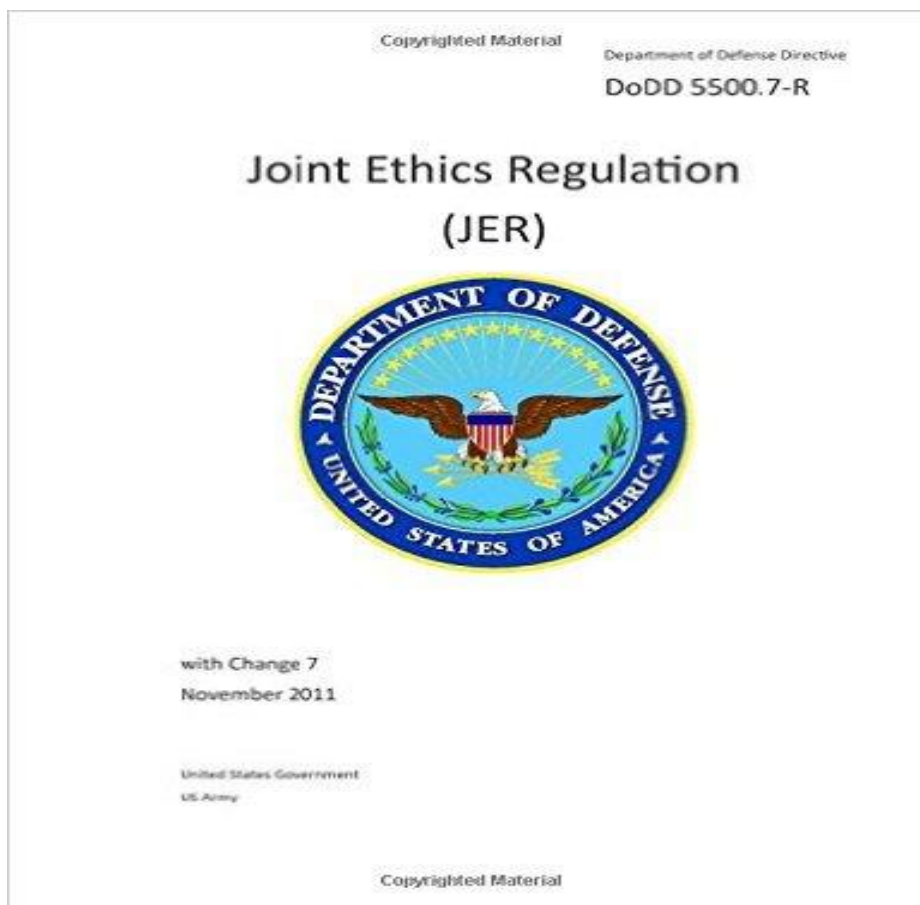 Copyrighted Material
Department of Defense Directive
DoDD 5500.7-R
Joint Ethics Regulation
(JER)
DEPARTMENT OF DEFENSE
UNITED STATES OF AMERICA
with Change 7
November 2011
United States Government
US Army
Copyrighted Material